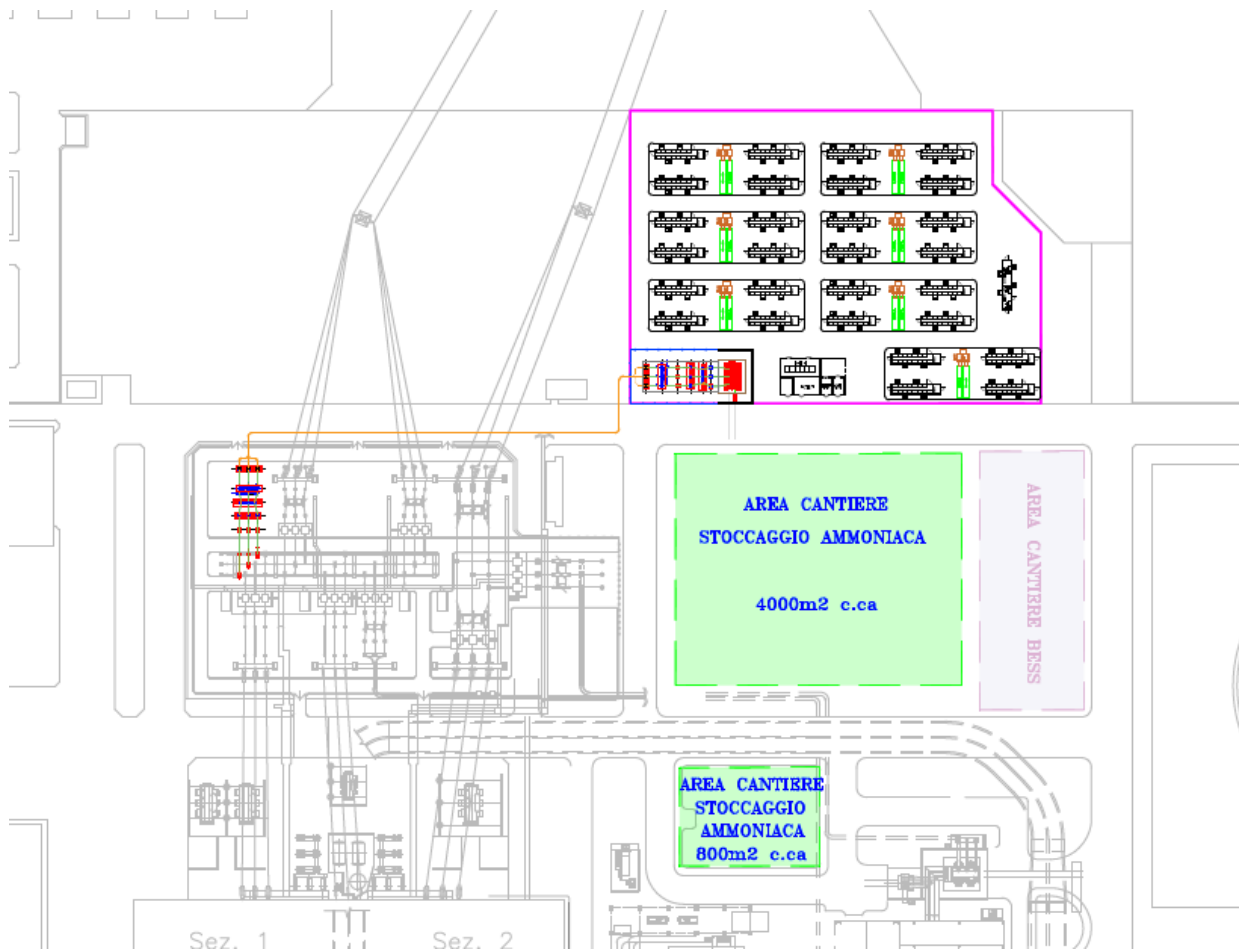 AREA CANTIERE
STOCCAGGIO AMMONIACA
4000m2 c.ca
AREA CANTIERE BESS
AREA CANTIERE
STOCCAGGIO
AMMONIACA
800m2 c.ca
Sez. 1
Sez. 2